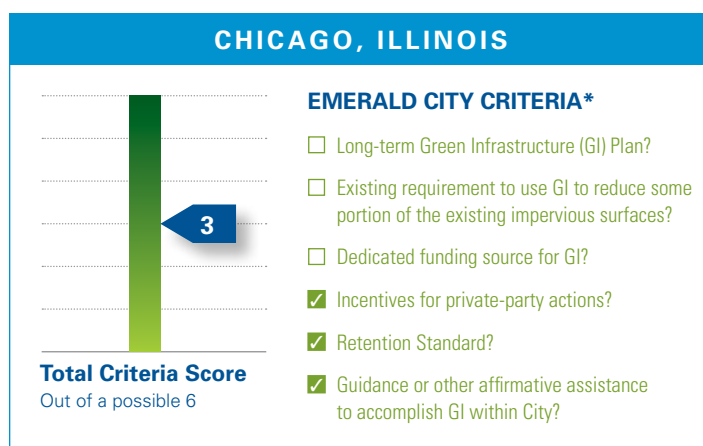 CHICAGO, ILLINOIS
EMERALD CITY CRITERIA*
Long-term Green Infrastructure (GI) Plan?
Existing requirement to use GI to reduce some
portion of the existing impervious surfaces?
3
Dedicated funding source for GI?
Incentives for private-party actions?
Retention Standard?
Guidance or other affirmative assistance
to accomplish GI within City?
Total Criteria Score
Out of a possible 6